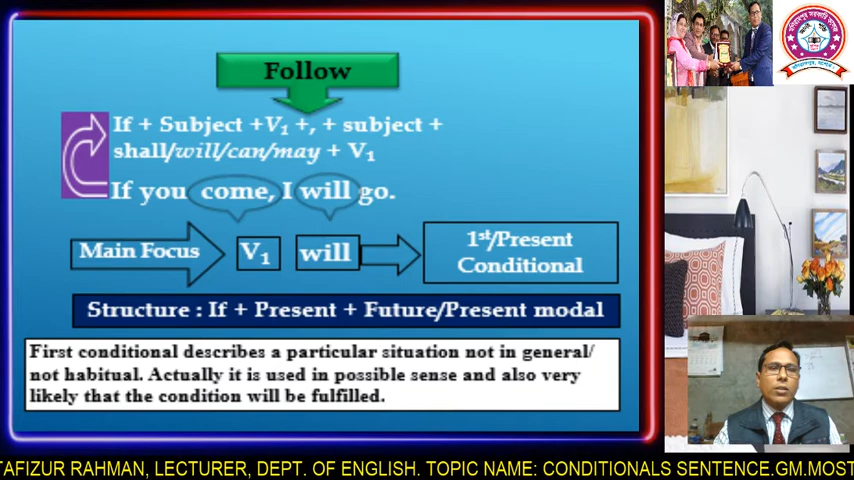 Follow
If + Subject +V₁ +, + subject +
shall/will/can/may + V₁
If you come, I will go.
Main Focus
V₁
will
1st/Present
Conditional
Structure : If + Present + Future/Present modal
First conditional describes a particular situation not in general/
not habitual. Actually it is used in possible sense and also very
likely that the condition will be fulfilled.
TAFIZUR RAHMAN, LECTURER, DEPT. OF ENGLISH. TOPIC NAME: CONDITIONALS SENTENCE.GM.MOST